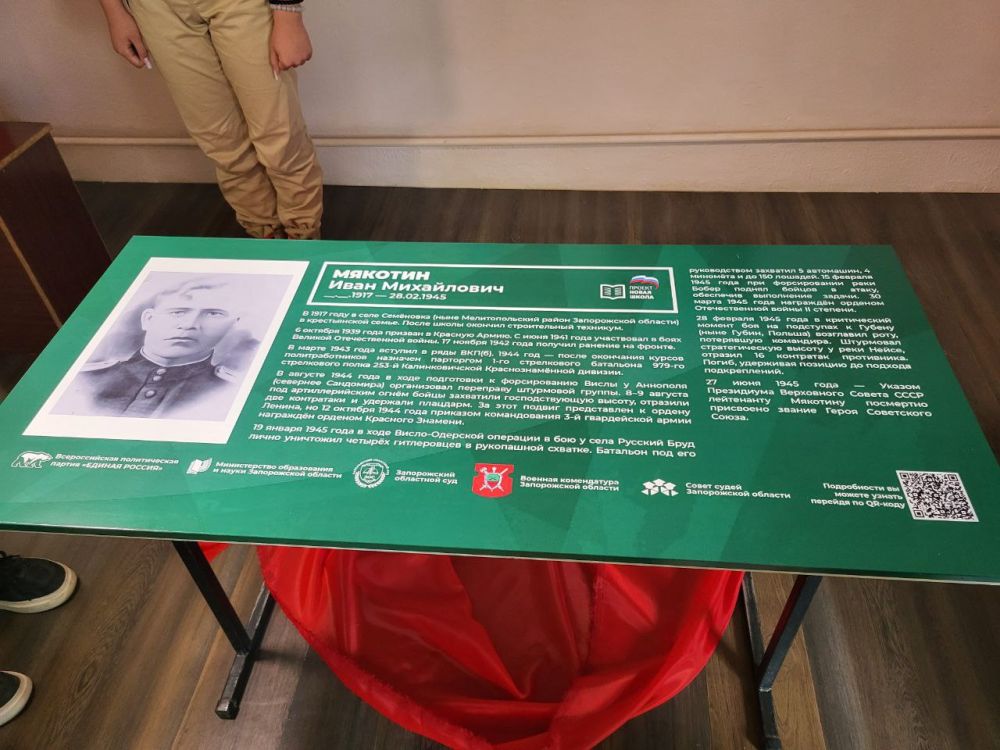 МЯКОТИН
Иван Михайлович
__.__.1917 — 28.02.1945
ПРОЕКТ
НОВАЯ
ШКОЛА
В 1917 году в селе Семёновка (ныне Мелитопольский район Запорожской области)
в крестьянской семье. После школы окончил строительный техникум.
6 октября 1939 года призван в Красную Армию. С июня 1941 года участвовал в боях
Великой Отечественной войны. 17 ноября 1942 года получил ранение на фронте.
В марте 1943 года вступил в ряды ВКП(б). 1944 год — после окончания курсов
политработников назначен парторгом 1-го стрелкового батальона 979-го
стрелкового полка 253-й Калинковичской Краснознамённой дивизии.
В августе 1944 года в ходе подготовки к форсированию Вислы у Аннополя
(севернее Сандомира) организовал переправу штурмовой группы. 8–9 августа
под артиллерийским огнём бойцы захватили господствующую высоту, отразили
две контратаки и удержали плацдарм. За этот подвиг представлен к ордену
Ленина, но 12 октября 1944 года приказом командования 3-й гвардейской армии
награждён орденом Красного Знамени.
19 января 1945 года в ходе Висло-Одерской операции в бою у села Русский Бруд
лично уничтожил четырёх гитлеровцев в рукопашной схватке. Батальон под его
руководством захватил 5 автомашин, 4
миномёта и до 150 лошадей. 15 февраля
1945 года при форсировании реки
Бобер поднял бойцов в атаку,
обеспечив выполнение задачи. 30
марта 1945 года награждён орденом
Отечественной войны II степени.
28 февраля 1945 года в критический
момент боя на подступах к Губену
(ныне Губин, Польша) возглавил роту,
потерявшую командира. Штурмовал
стратегическую высоту у реки Нейсе,
отразил 16 контратак противника.
Погиб, удерживая позицию до подхода
подкреплений.
27 июня 1945 года — Указом
Президиума Верховного Совета СССР
лейтенанту Мякотину посмертно
присвоено звание Героя Советского
Союза.
Всероссийская политическая
партия «ЕДИНАЯ РОССИЯ»
Министерство образования
и науки Запорожской области
Запорожский
областной суд
Военная комендатура
Запорожской области
Совет судей
Запорожской области
Подробности вы
можете узнать
перейдя по QR-коду